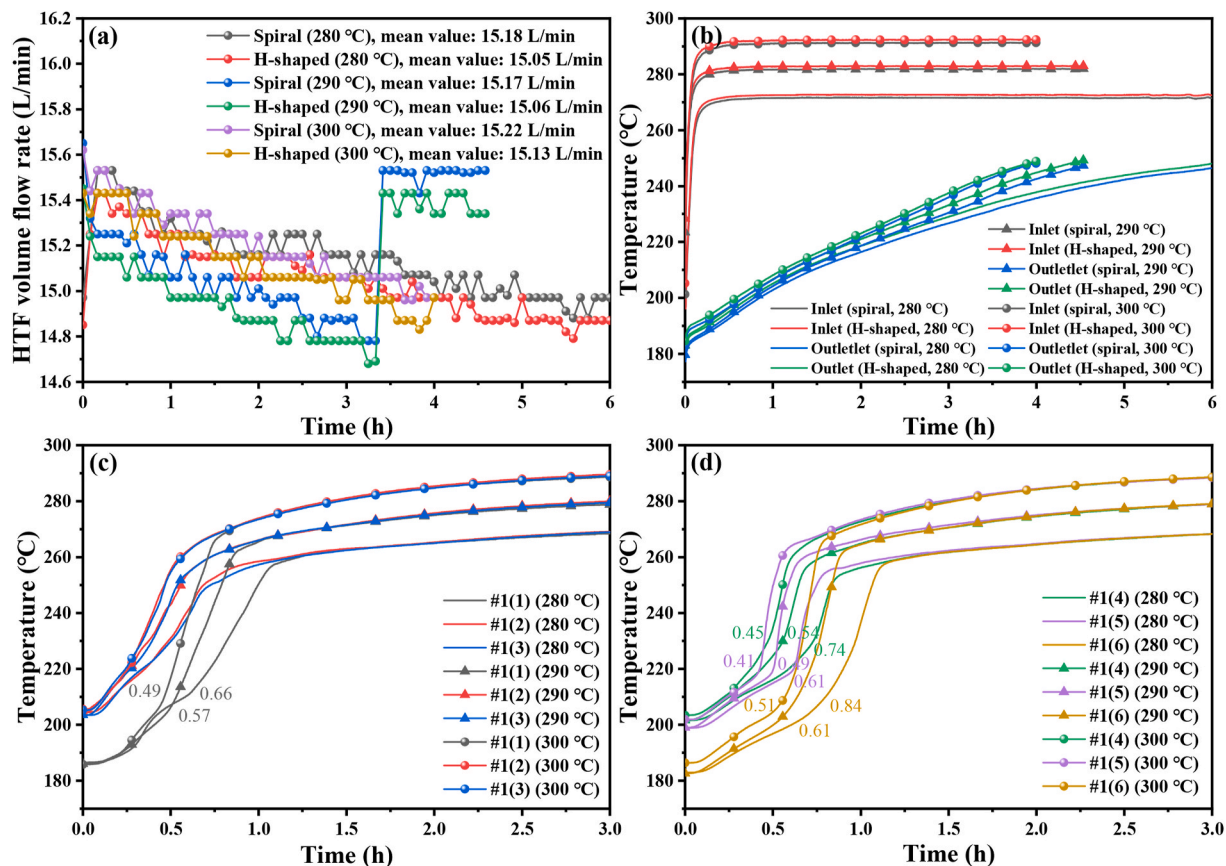 (a)
Spiral (280 ℃), mean value: 15.18 L/min
H-shaped (280 ℃), mean value: 15.05 L/min
Spiral (290 ℃), mean value: 15.17 L/min
H-shaped (290 ℃), mean value: 15.06 L/min
Spiral (300 ℃), mean value: 15.22 L/min
H-shaped (300 ℃), mean value: 15.13 L/min
HTF volume flow rate (L/min)
16.2
16.0
15.8
15.6
15.4
15.2
15.0
14.8
14.6
0 1 2 3 4 5 6
Time (h)
(b)
Temperature (℃)
300
280
260
240
220
200
180
Inlet (spiral, 290 ℃)
Inlet (H-shaped, 290 ℃)
Outletlet (spiral, 290 ℃)
Outlet (H-shaped, 290 ℃)
Inlet (spiral, 280 ℃)
Inlet (spiral, 300 ℃)
Inlet (H-shaped, 280 ℃)
Inlet (H-shaped, 300 ℃)
Outletlet (spiral, 280 ℃)
Outletlet (spiral, 300 ℃)
Outlet (H-shaped, 280 ℃)
Outlet (H-shaped, 300 ℃)
0 1 2 3 4 5 6
Time (h)
(c)
Temperature (℃)
300
280
260
240
220
200
180
0.49
0.66
0.57
#1(1) (280 ℃)
#1(2) (280 ℃)
#1(3) (280 ℃)
#1(1) (290 ℃)
#1(2) (290 ℃)
#1(3) (290 ℃)
#1(1) (300 ℃)
#1(2) (300 ℃)
#1(3) (300 ℃)
0.0 0.5 1.0 1.5 2.0 2.5 3.0
Time (h)
(d)
Temperature (℃)
300
280
260
240
220
200
180
0.45
0.54
0.74
0.41
0.49
0.61
0.51
0.84
0.61
#1(4) (280 ℃)
#1(5) (280 ℃)
#1(6) (280 ℃)
#1(4) (290 ℃)
#1(5) (290 ℃)
#1(6) (290 ℃)
#1(4) (300 ℃)
#1(5) (300 ℃)
#1(6) (300 ℃)
0.0 0.5 1.0 1.5 2.0 2.5 3.0
Time (h)